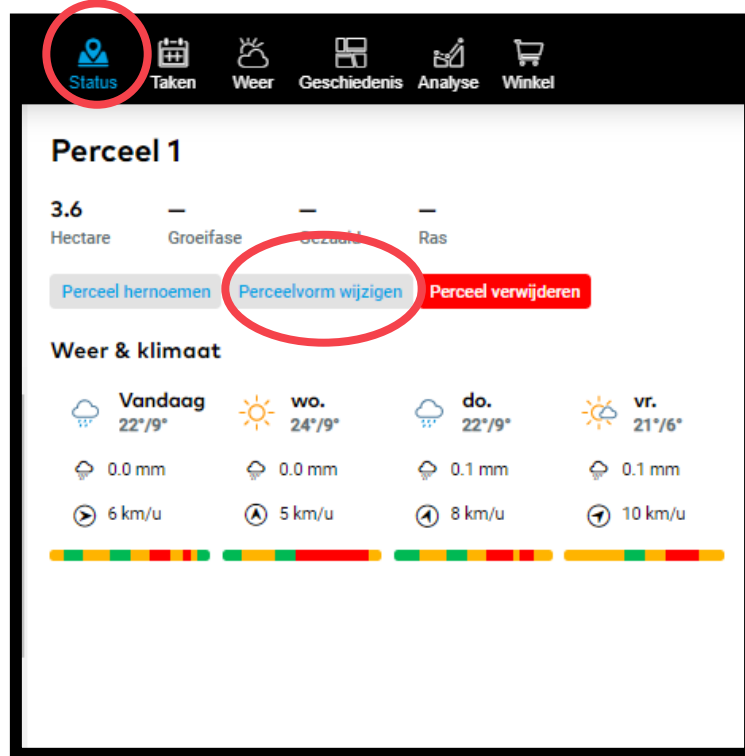 Status Taken Weer Geschiedenis Analyse Winkel
Perceel 1
3.6 — — —
Hectare Groeifase Gezaaid Ras
Perceel hernoemen Perceelvorm wijzigen Perceel verwijderen
Weer & klimaat
Vandaag wo. do. vr.
22°/9° 24°/9° 22°/9° 21°/6°
0.0 mm 0.0 mm 0.1 mm 0.1 mm
6 km/u 5 km/u 8 km/u 10 km/u